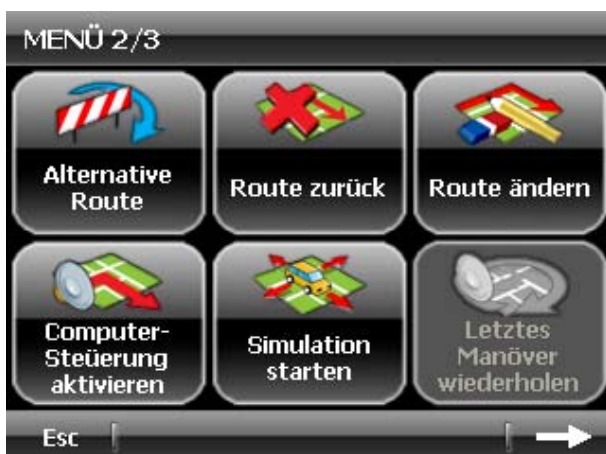 MENÜ 2/3
Alternative
Route
Route zurück
Route ändern
Computer-
Steüerung
aktivieren
Simulation
starten
Letztes
Manöver
wiederholen
Esc